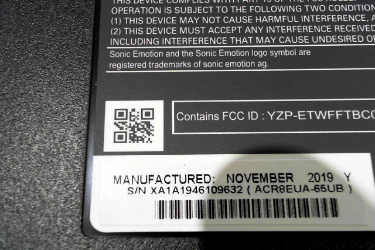 THIS DEVICE COMPLIES WITH PART 15 OF THE FCC RULES.
OPERATION IS SUBJECT TO THE FOLLOWING TWO CONDITION
(1) THIS DEVICE MAY NOT CAUSE HARMFUL INTERFERENCE, A
(2) THIS DEVICE MUST ACCEPT ANY INTERFERENCE RECEIVED
INCLUDING INTERFERENCE THAT MAY CAUSE UNDESIRED O
Sonic Emotion and the Sonic Emotion logo symbol are
registered trademarks of sonic emotion ag.
Contains FCC ID : YZP-ETWFFTBC
MANUFACTURED: NOVEMBER 2019 Y
S/N XA1A1946109632 ( ACR8EUA-65UB )